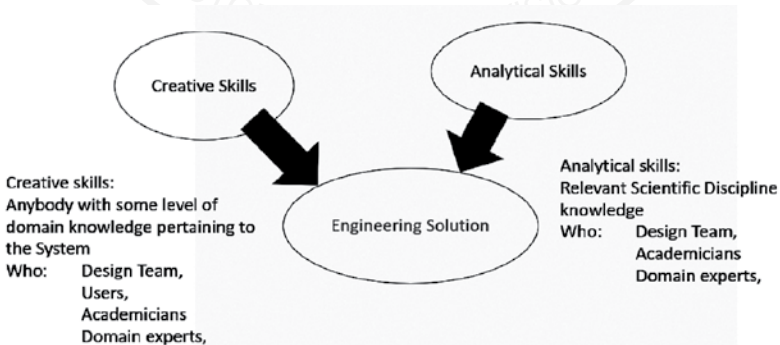 Creative Skills
Analytical Skills
Engineering Solution
Creative skills:
Anybody with some level of
domain knowledge pertaining to
the System
Who: Design Team,
Users,
Academicians
Domain experts,
Analytical skills:
Relevant Scientific Discipline
knowledge
Who: Design Team,
Academicians
Domain experts,